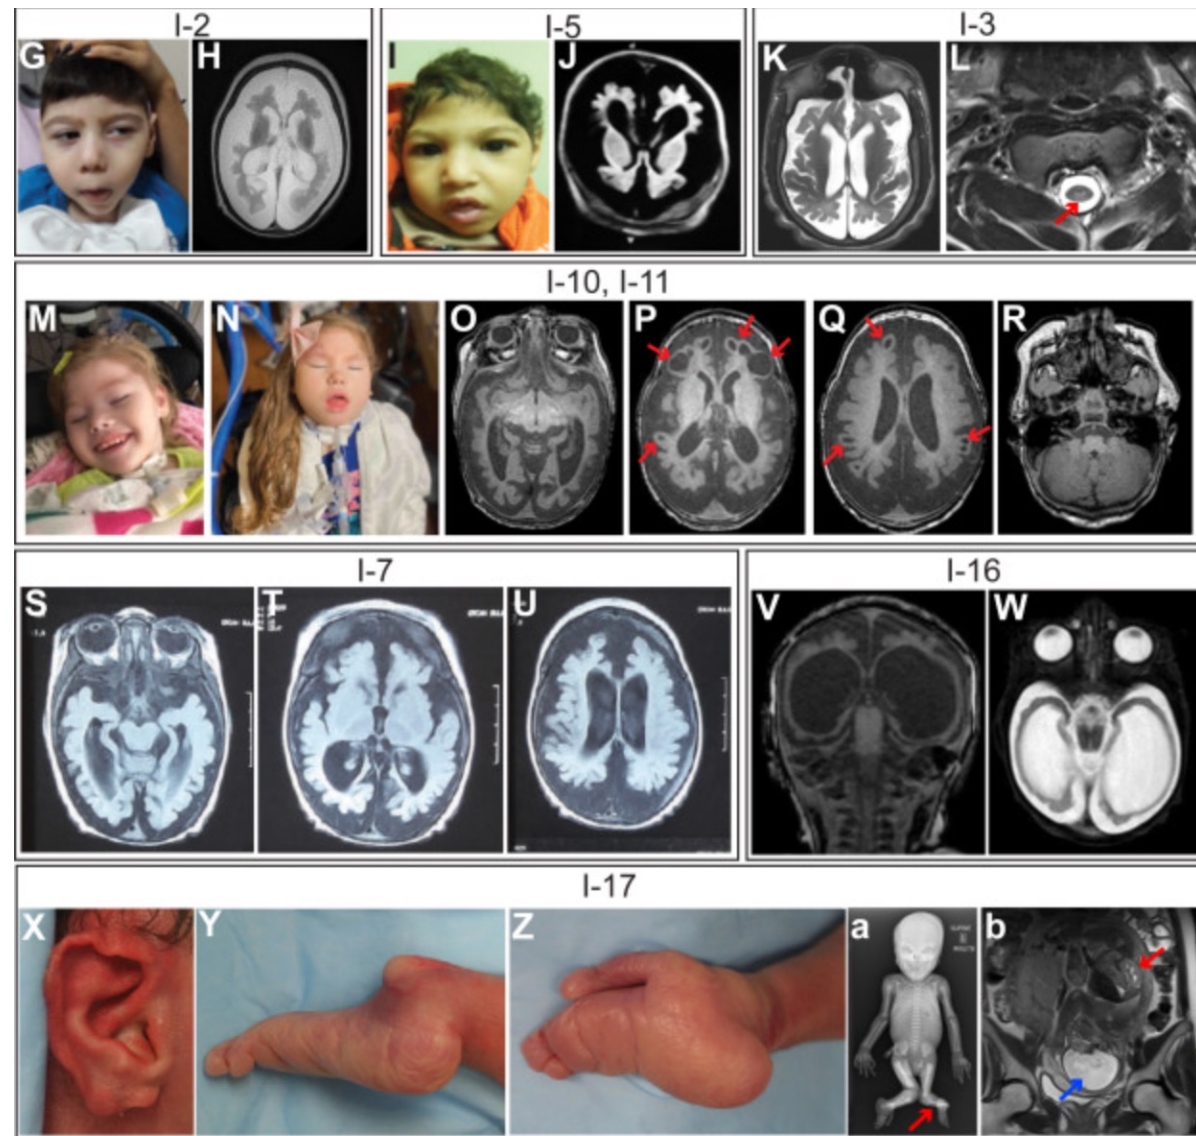 I-2 I-5 I-3
G H I J K L
I-10, I-11
M N O P Q R
I-7 I-16
S T U V W
I-17
X Y Z a b